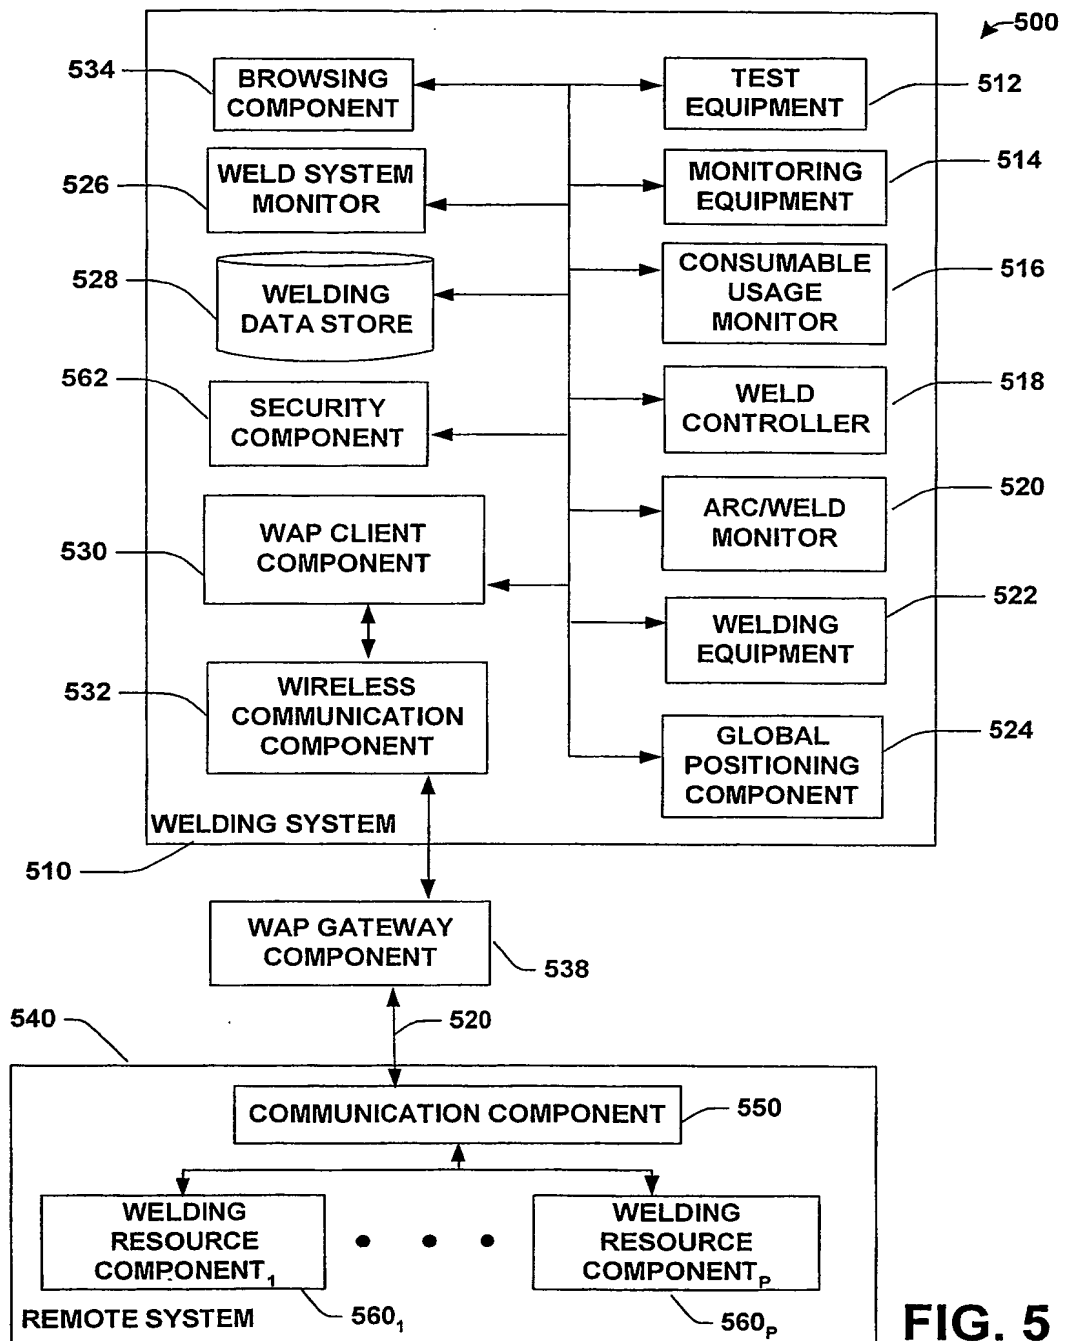 500
534
BROWSING
COMPONENT
TEST
EQUIPMENT
512
526
WELD SYSTEM
MONITOR
MONITORING
EQUIPMENT
514
528
WELDING
DATA STORE
CONSUMABLE
USAGE
MONITOR
516
562
SECURITY
COMPONENT
WELD
CONTROLLER
518
530
WAP CLIENT
COMPONENT
ARC/WELD
MONITOR
520
WELDING
EQUIPMENT
522
532
WIRELESS
COMMUNICATION
COMPONENT
GLOBAL
POSITIONING
COMPONENT
524
WELDING SYSTEM
510
WAP GATEWAY
COMPONENT
538
540
520
COMMUNICATION COMPONENT
550
WELDING
RESOURCE
COMPONENT₁
WELDING
RESOURCE
COMPONENTₚ
REMOTE SYSTEM
560₁
560ₚ
FIG. 5